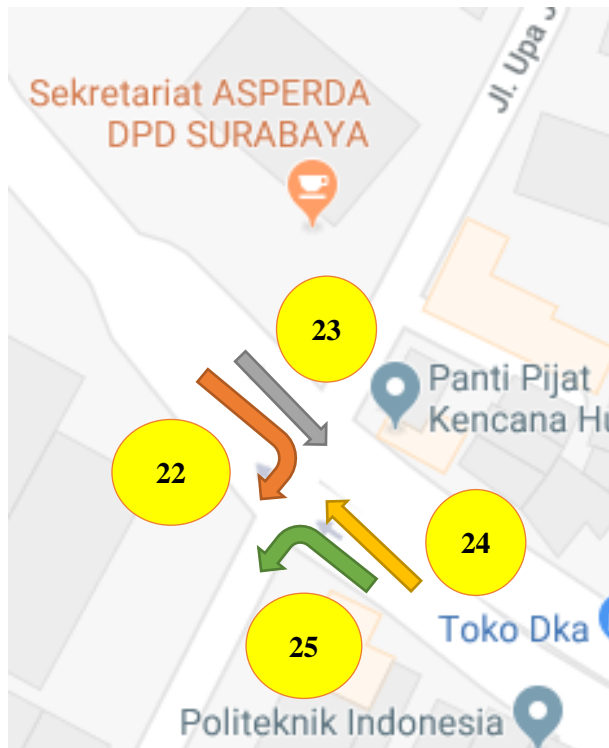 Jl. Upa J
Sekretariat ASPERDA
DPD SURABAYA
23
Panti Pijat
Kencana Hu
22
24
Toko Dka
25
Politeknik Indonesia